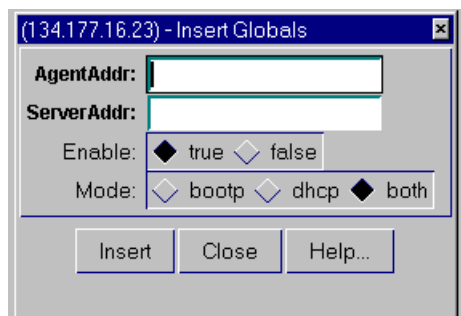 (134.177.16.23) - Insert Globals
AgentAddr:
ServerAddr:
Enable: true false
Mode: bootp dhcp both
Insert Close Help...